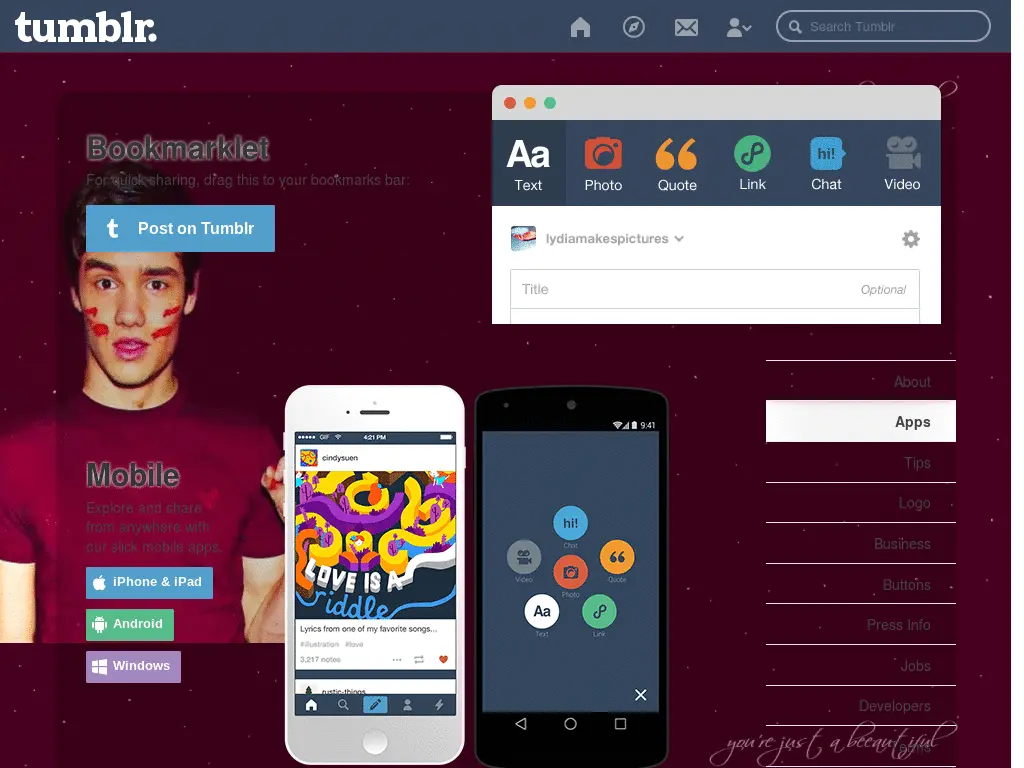 tumblr.
Search Tumblr
Bookmarklet
For quick sharing, drag this to your bookmarks bar:
t Post on Tumblr
Aa
Text
Photo
Quote
Link
hi!
Chat
Video
lydiamakespictures
Title
Optional
Mobile
Explore and share
from anywhere with
our slick mobile apps.
iPhone & iPad
Android
Windows
GIF 4:21 PM
cindysuen
LOVE IS A
riddle
Lyrics from one of my favorite songs...
#illustration #love
3,217 notes
rustic-things
9:41
hi!
Chat
Video
Quote
Photo
Aa
Text
Link
About
Apps
Tips
Logo
Business
Buttons
Press Info
Jobs
Developers
you're just a beeautiful